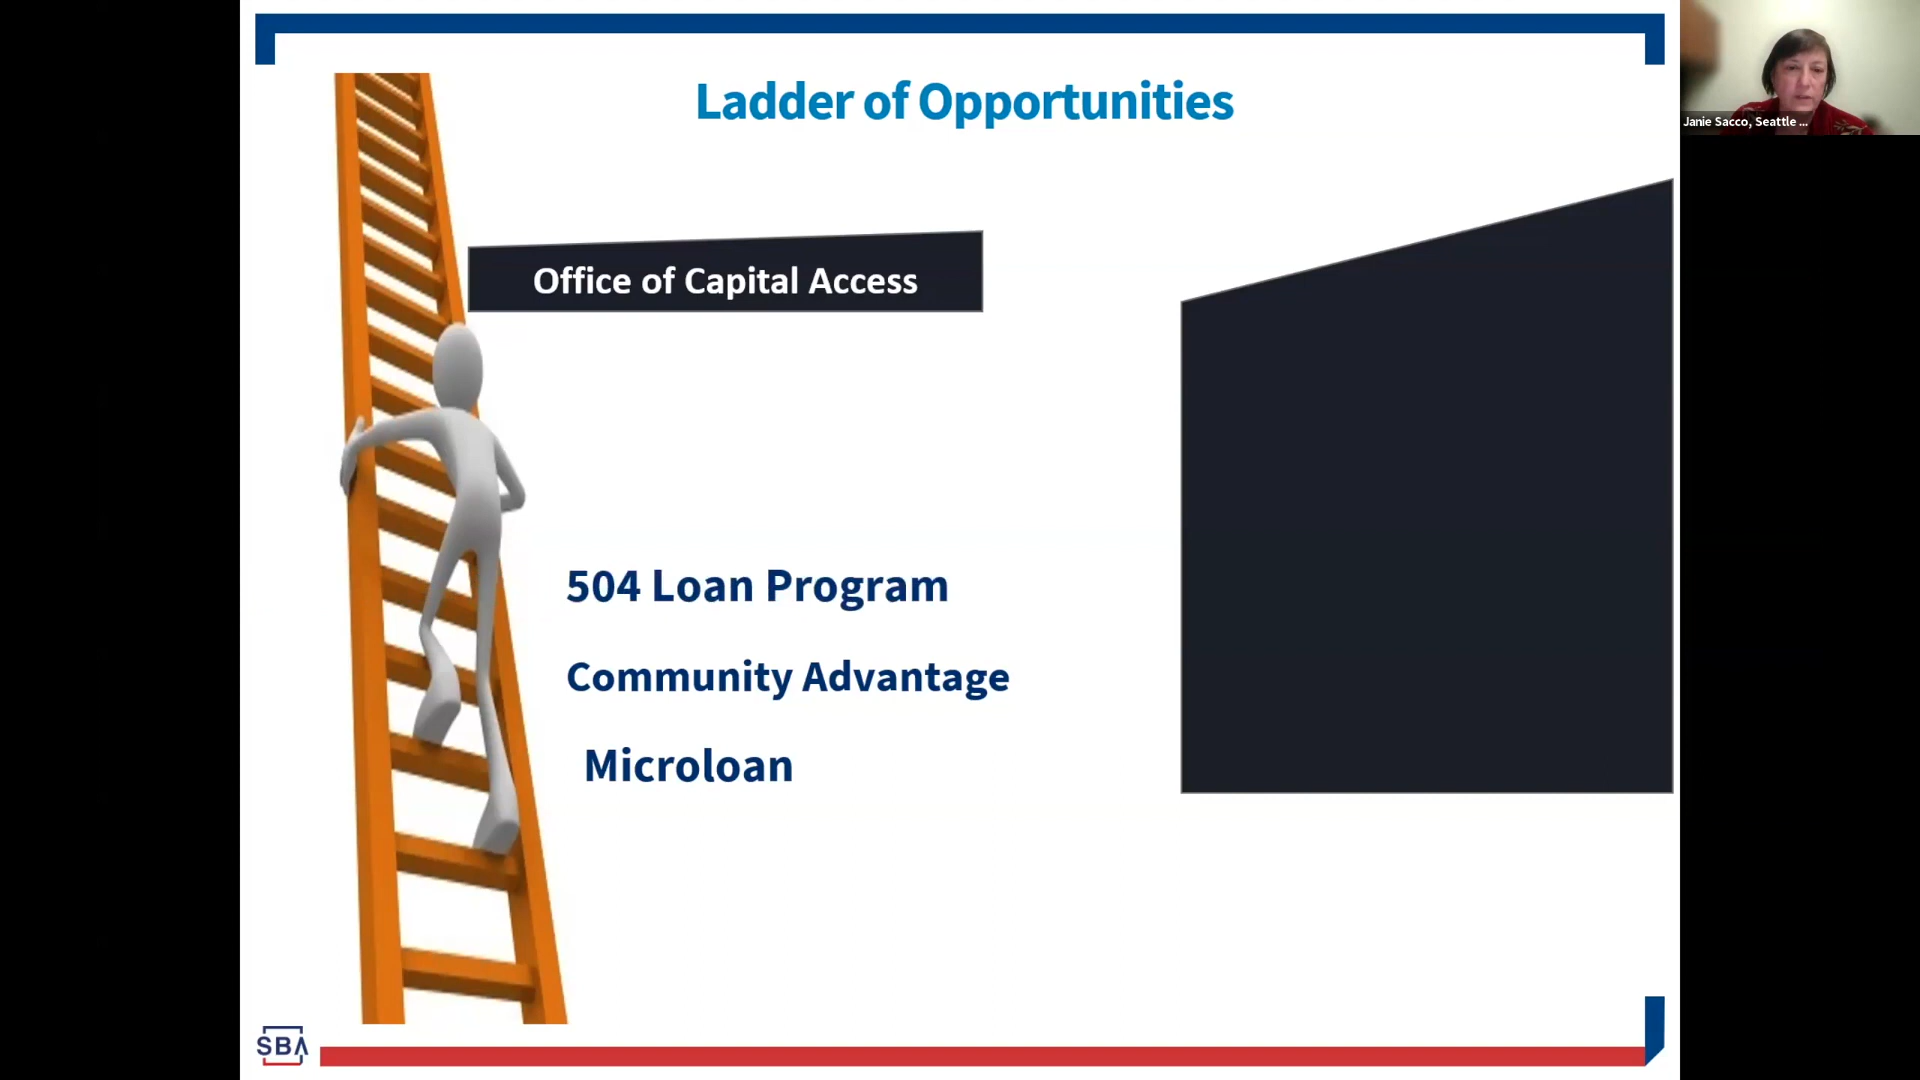 Ladder of Opportunities
Janie Sacco, Seattle ...
Office of Capital Access
504 Loan Program
Community Advantage
Microloan
SBA